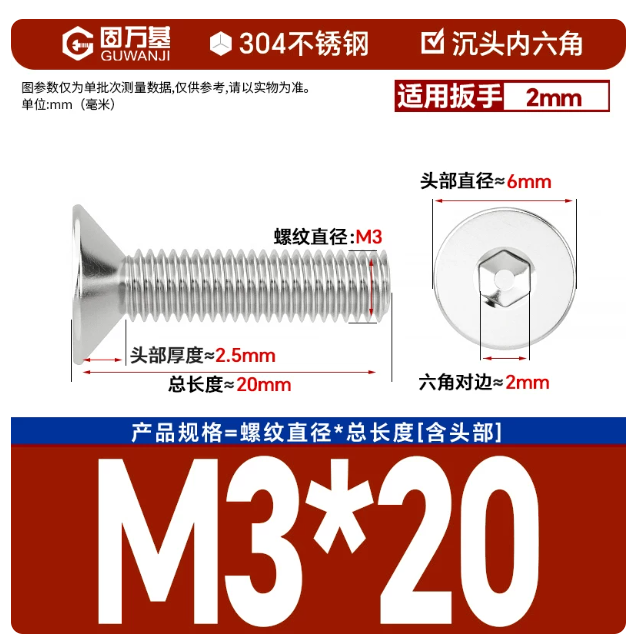 固万基
GUWANJI
304不锈钢
沉头内六角
图参数仅为单批次测量数据,仅供参考,请以实物为准。
单位:mm（毫米）
适用扳手 2mm
头部直径≈6mm
螺纹直径:M3
头部厚度≈2.5mm
总长度≈20mm
六角对边≈2mm
产品规格=螺纹直径*总长度[含头部]
M3*20